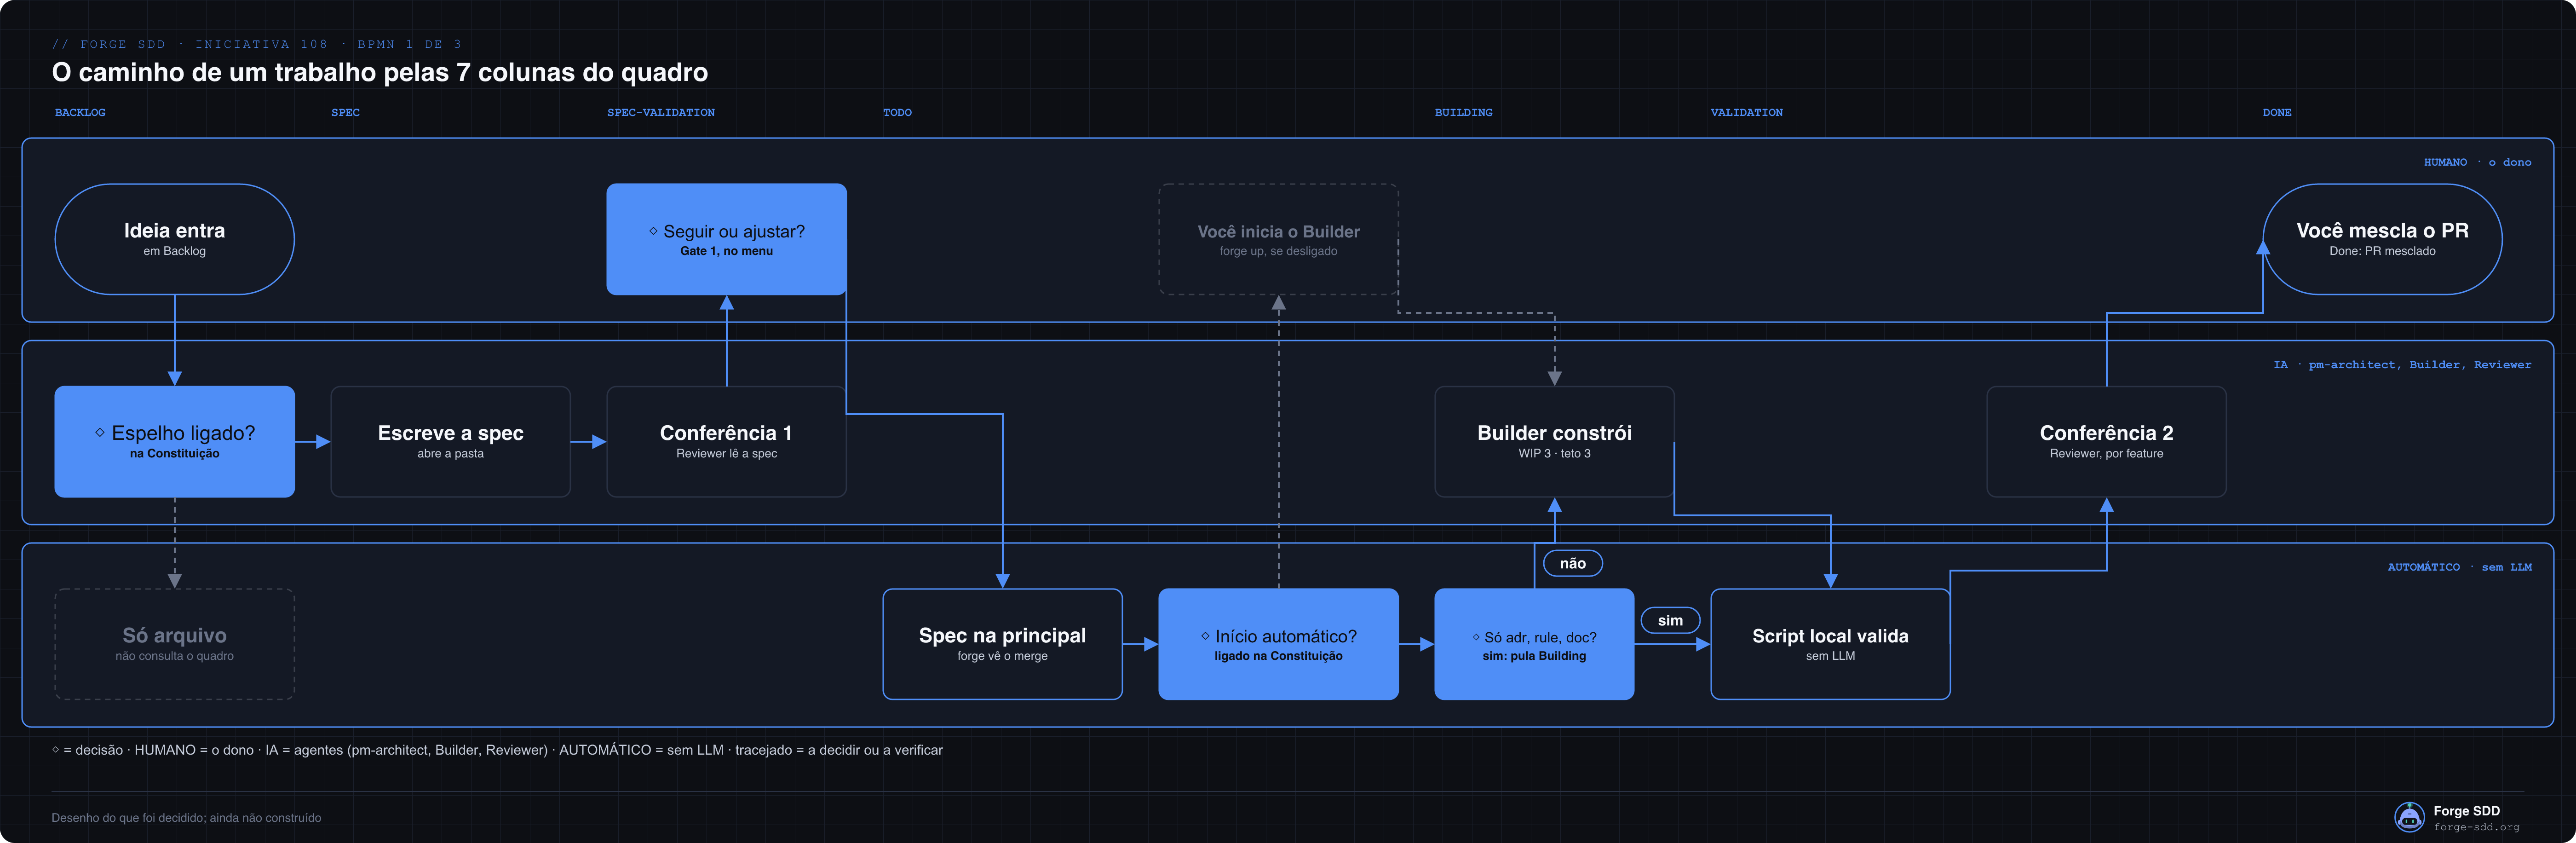 // FORGE SDD · INICIATIVA 108 · BPMN 1 DE 3
O caminho de um trabalho pelas 7 colunas do quadro
BACKLOG
SPEC
SPEC-VALIDATION
TODO
BUILDING
VALIDATION
DONE
HUMANO · o dono
Ideia entra
em Backlog
◇ Seguir ou ajustar?
Gate 1, no menu
Você inicia o Builder
forge up, se desligado
Você mescla o PR
Done: PR mesclado
IA · pm-architect, Builder, Reviewer
◇ Espelho ligado?
na Constituição
Escreve a spec
abre a pasta
Conferência 1
Reviewer lê a spec
Builder constrói
WIP 3 · teto 3
Conferência 2
Reviewer, por feature
não
AUTOMÁTICO · sem LLM
Só arquivo
não consulta o quadro
Spec na principal
forge vê o merge
◇ Início automático?
ligado na Constituição
◇ Só adr, rule, doc?
sim: pula Building
sim
Script local valida
sem LLM
◇ = decisão · HUMANO = o dono · IA = agentes (pm-architect, Builder, Reviewer) · AUTOMÁTICO = sem LLM · tracejado = a decidir ou a verificar
Desenho do que foi decidido; ainda não construído
Forge SDD
forge-sdd.org